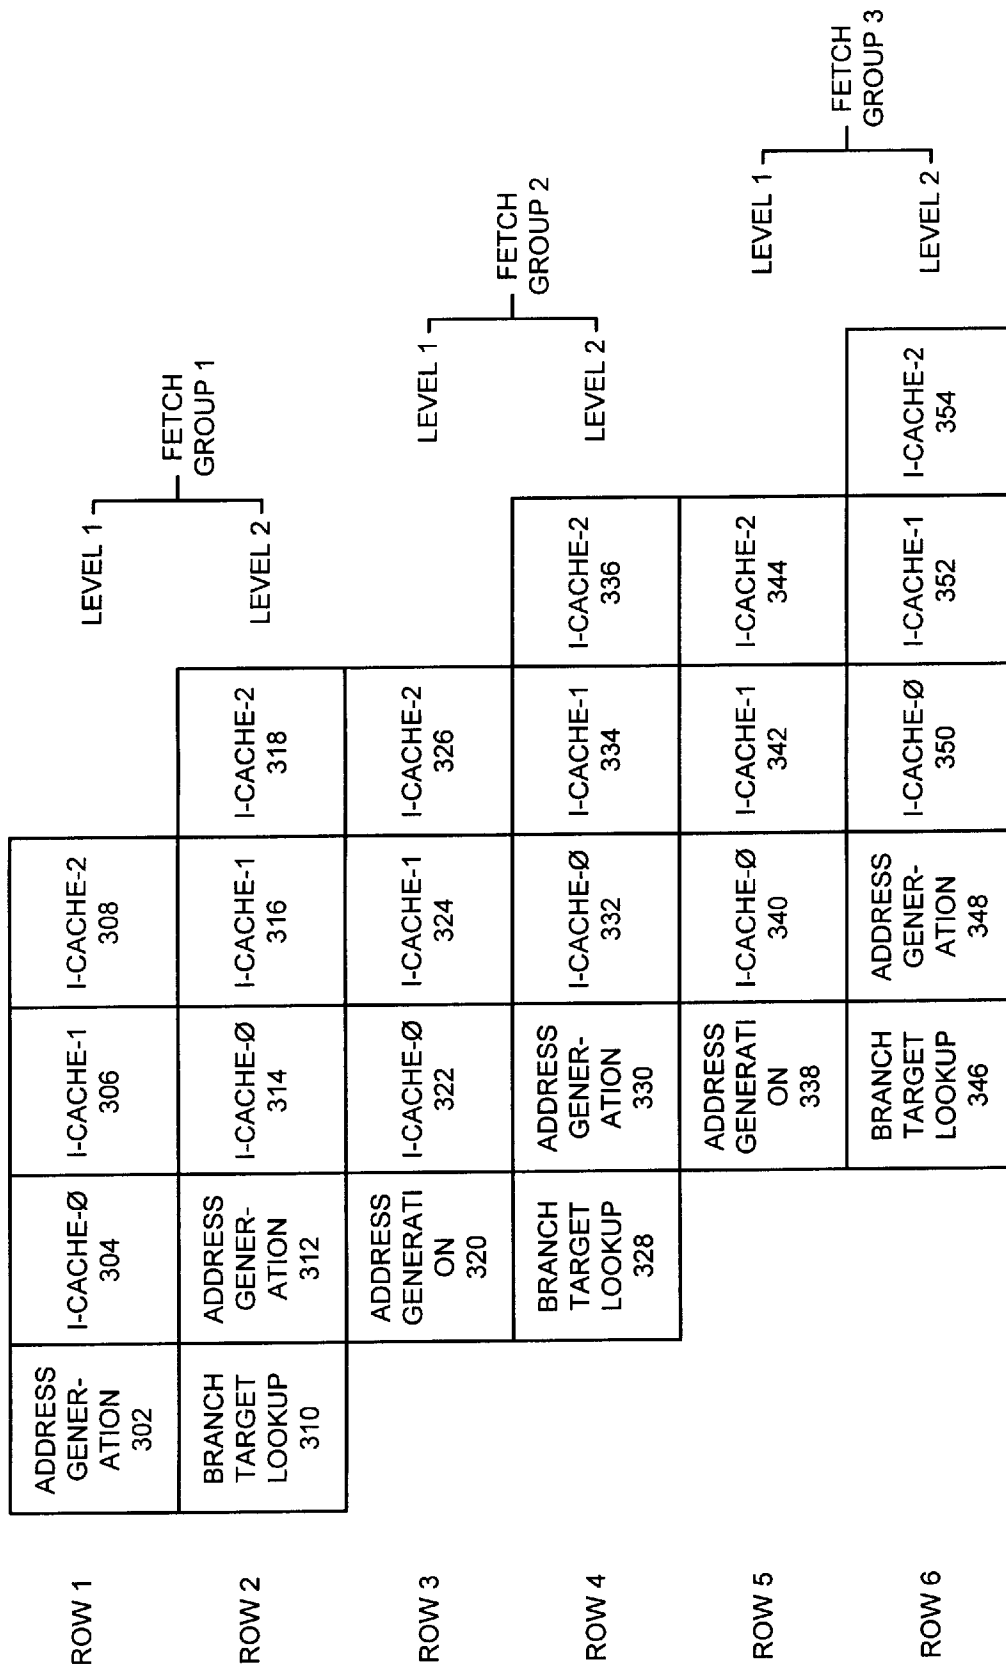 ROW 1
ADDRESS
GENER-
ATION
302
I-CACHE-Ø
304
I-CACHE-1
306
I-CACHE-2
308
LEVEL 1
FETCH
GROUP 1
ROW 2
BRANCH
TARGET
LOOKUP
310
ADDRESS
GENER-
ATION
312
I-CACHE-Ø
314
I-CACHE-1
316
I-CACHE-2
318
LEVEL 2
ROW 3
ADDRESS
GENERATI
ON
320
I-CACHE-Ø
322
I-CACHE-1
324
I-CACHE-2
326
LEVEL 1
FETCH
GROUP 2
ROW 4
BRANCH
TARGET
LOOKUP
328
ADDRESS
GENER-
ATION
330
I-CACHE-Ø
332
I-CACHE-1
334
I-CACHE-2
336
LEVEL 2
ROW 5
ADDRESS
GENERATI
ON
338
I-CACHE-Ø
340
I-CACHE-1
342
I-CACHE-2
344
LEVEL 1
FETCH
GROUP 3
ROW 6
BRANCH
TARGET
LOOKUP
346
ADDRESS
GENER-
ATION
348
I-CACHE-Ø
350
I-CACHE-1
352
I-CACHE-2
354
LEVEL 2